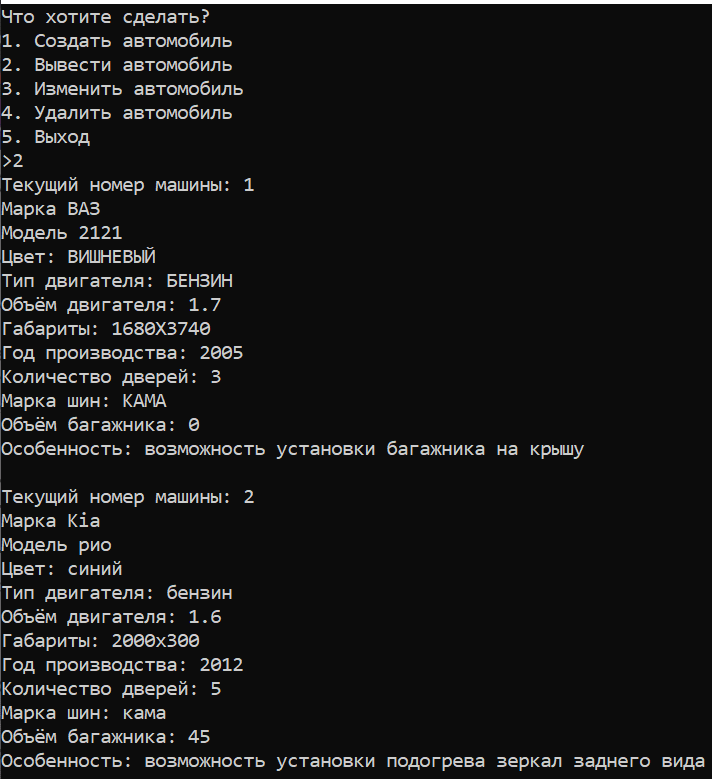 Что хотите сделать?
1. Создать автомобиль
2. Вывести автомобиль
3. Изменить автомобиль
4. Удалить автомобиль
5. Выход
>2
Текущий номер машины: 1
Марка ВАЗ
Модель 2121
Цвет: ВИШНЕВЫЙ
Тип двигателя: БЕНЗИН
Объём двигателя: 1.7
Габариты: 1680X3740
Год производства: 2005
Количество дверей: 3
Марка шин: КАМА
Объём багажника: 0
Особенность: возможность установки багажника на крышу
Текущий номер машины: 2
Марка Kia
Модель рио
Цвет: синий
Тип двигателя: бензин
Объём двигателя: 1.6
Габариты: 2000x300
Год производства: 2012
Количество дверей: 5
Марка шин: кама
Объём багажника: 45
Особенность: возможность установки подогрева зеркал заднего вида